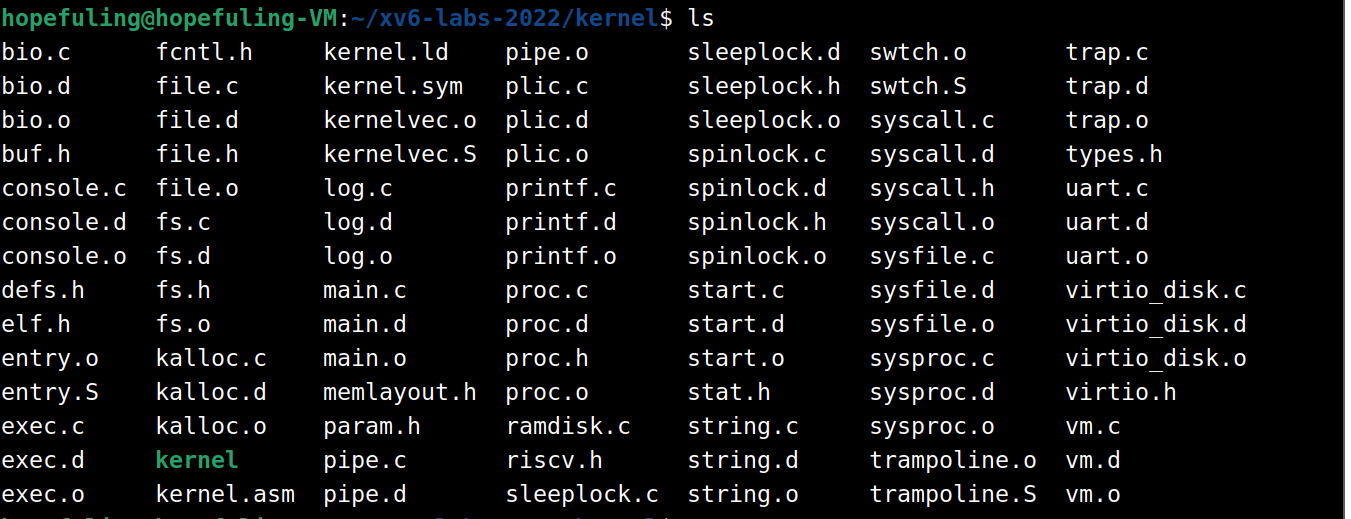 hopefuling@hopefuling-VM:~/xv6-labs-2022/kernel$ ls
bio.c fcntl.h kernel.ld pipe.o sleeplock.d swtch.o trap.c
bio.d file.c kernel.sym plic.c sleeplock.h swtch.S trap.d
bio.o file.d kernelvec.o plic.d sleeplock.o syscall.c trap.o
buf.h file.h kernelvec.S plic.o spinlock.c syscall.d types.h
console.c file.o log.c printf.c spinlock.d syscall.h uart.c
console.d fs.c log.d printf.d spinlock.h syscall.o uart.d
console.o fs.d log.o printf.o spinlock.o sysfile.c uart.o
defs.h fs.h main.c proc.c start.c sysfile.d virtio_disk.c
elf.h fs.o main.d proc.d start.d sysfile.o virtio_disk.d
entry.o kalloc.c main.o proc.h start.o sysproc.c virtio_disk.o
entry.S kalloc.d memlayout.h proc.o stat.h sysproc.d virtio.h
exec.c kalloc.o param.h ramdisk.c string.c sysproc.o vm.c
exec.d kernel pipe.c riscv.h string.d trampoline.o vm.d
exec.o kernel.asm pipe.d sleeplock.c string.o trampoline.S vm.o